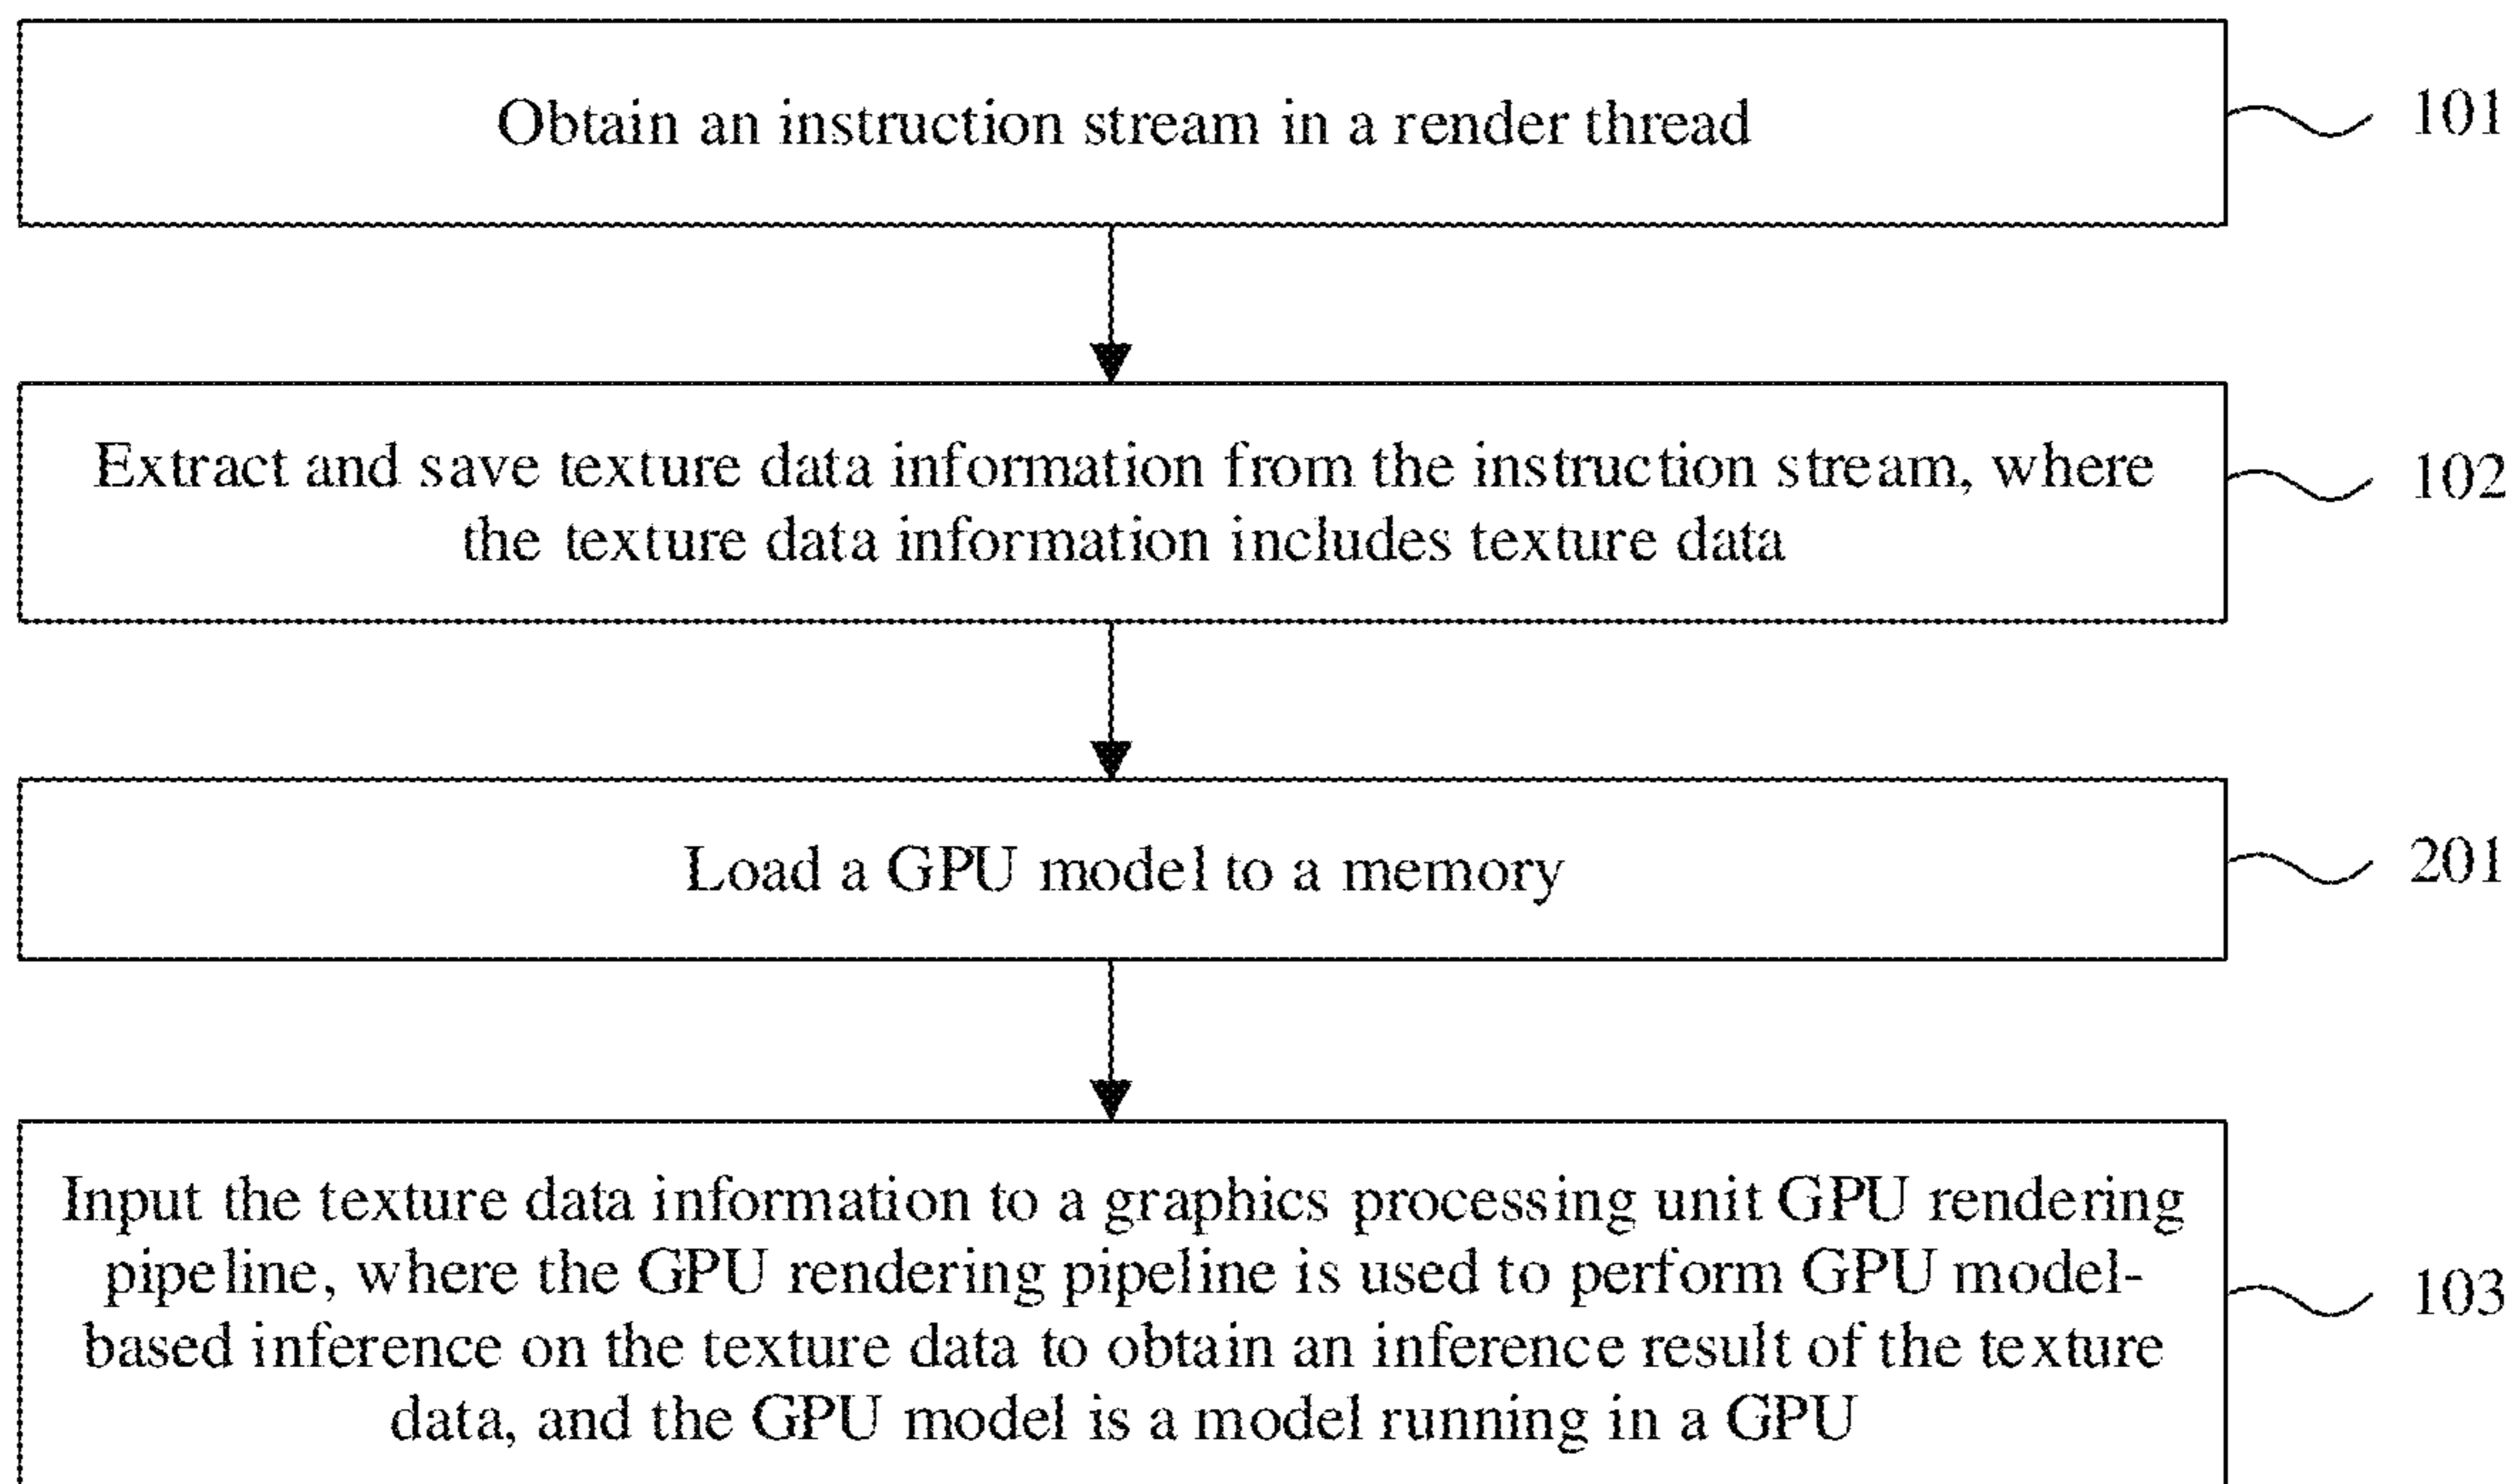 Obtain an instruction stream in a render thread
101
Extract and save texture data information from the instruction stream, where
the texture data information includes texture data
102
Load a GPU model to a memory
201
Input the texture data information to a graphics processing unit GPU rendering
pipeline, where the GPU rendering pipeline is used to perform GPU model-
based inference on the texture data to obtain an inference result of the texture
data, and the GPU model is a model running in a GPU
103